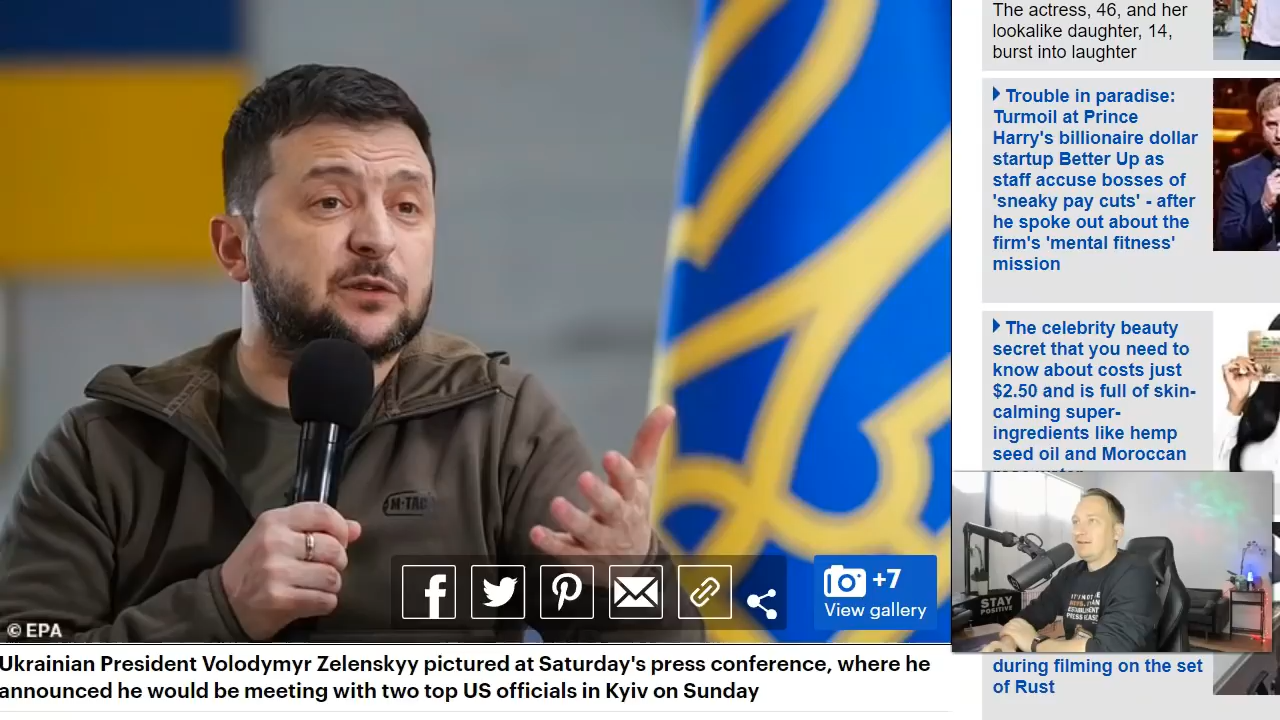 The actress, 46, and her
lookalike daughter, 14,
burst into laughter
Trouble in paradise:
Turmoil at Prince
Harry's billionaire dollar
startup Better Up as
staff accuse bosses of
'sneaky pay cuts' - after
he spoke out about the
firm's 'mental fitness'
mission
The celebrity beauty
secret that you need to
know about costs just
$2.50 and is full of skin-
calming super-
ingredients like hemp
seed oil and Moroccan
during filming on the set
of Rust
M-TAC
+7
View gallery
© EPA
Ukrainian President Volodymyr Zelenskyy pictured at Saturday's press conference, where he
announced he would be meeting with two top US officials in Kyiv on Sunday
STAY
POSITIVE